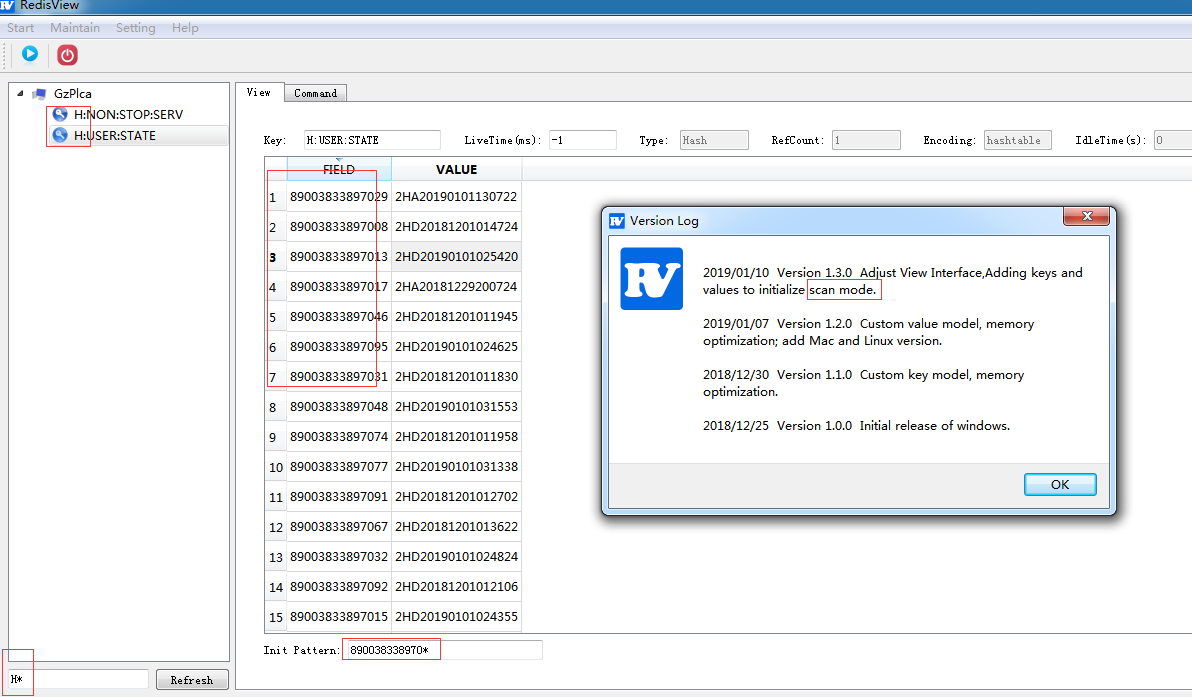 RedisView
Start Maintain Setting Help
GzPlca
H:NON:STOP:SERV
H:USER:STATE
H*
Refresh
View Command
Key: H:USER:STATE LiveTime(ms): -1 Type: Hash RefCount: 1 Encoding: hashtable IdleTime(s): 0
FIELD VALUE
1 89003833897029 2HA20190101130722
2 89003833897008 2HD20181201014724
3 89003833897013 2HD20190101025420
4 89003833897017 2HA20181229200724
5 89003833897046 2HD20181201011945
6 89003833897095 2HD20190101024625
7 89003833897031 2HD20181201011830
8 89003833897048 2HD20190101031553
9 89003833897074 2HD20181201011958
10 89003833897077 2HD20190101031338
11 89003833897091 2HD20181201012702
12 89003833897067 2HD20181201013622
13 89003833897032 2HD20190101024824
14 89003833897092 2HD20181201012106
15 89003833897015 2HD20190101024355
Init Pattern: 890038338970*
RV Version Log
RV
2019/01/10 Version 1.3.0 Adjust View Interface,Adding keys and
values to initialize scan mode.
2019/01/07 Version 1.2.0 Custom value model, memory
optimization; add Mac and Linux version.
2018/12/30 Version 1.1.0 Custom key model, memory
optimization.
2018/12/25 Version 1.0.0 Initial release of windows.
OK